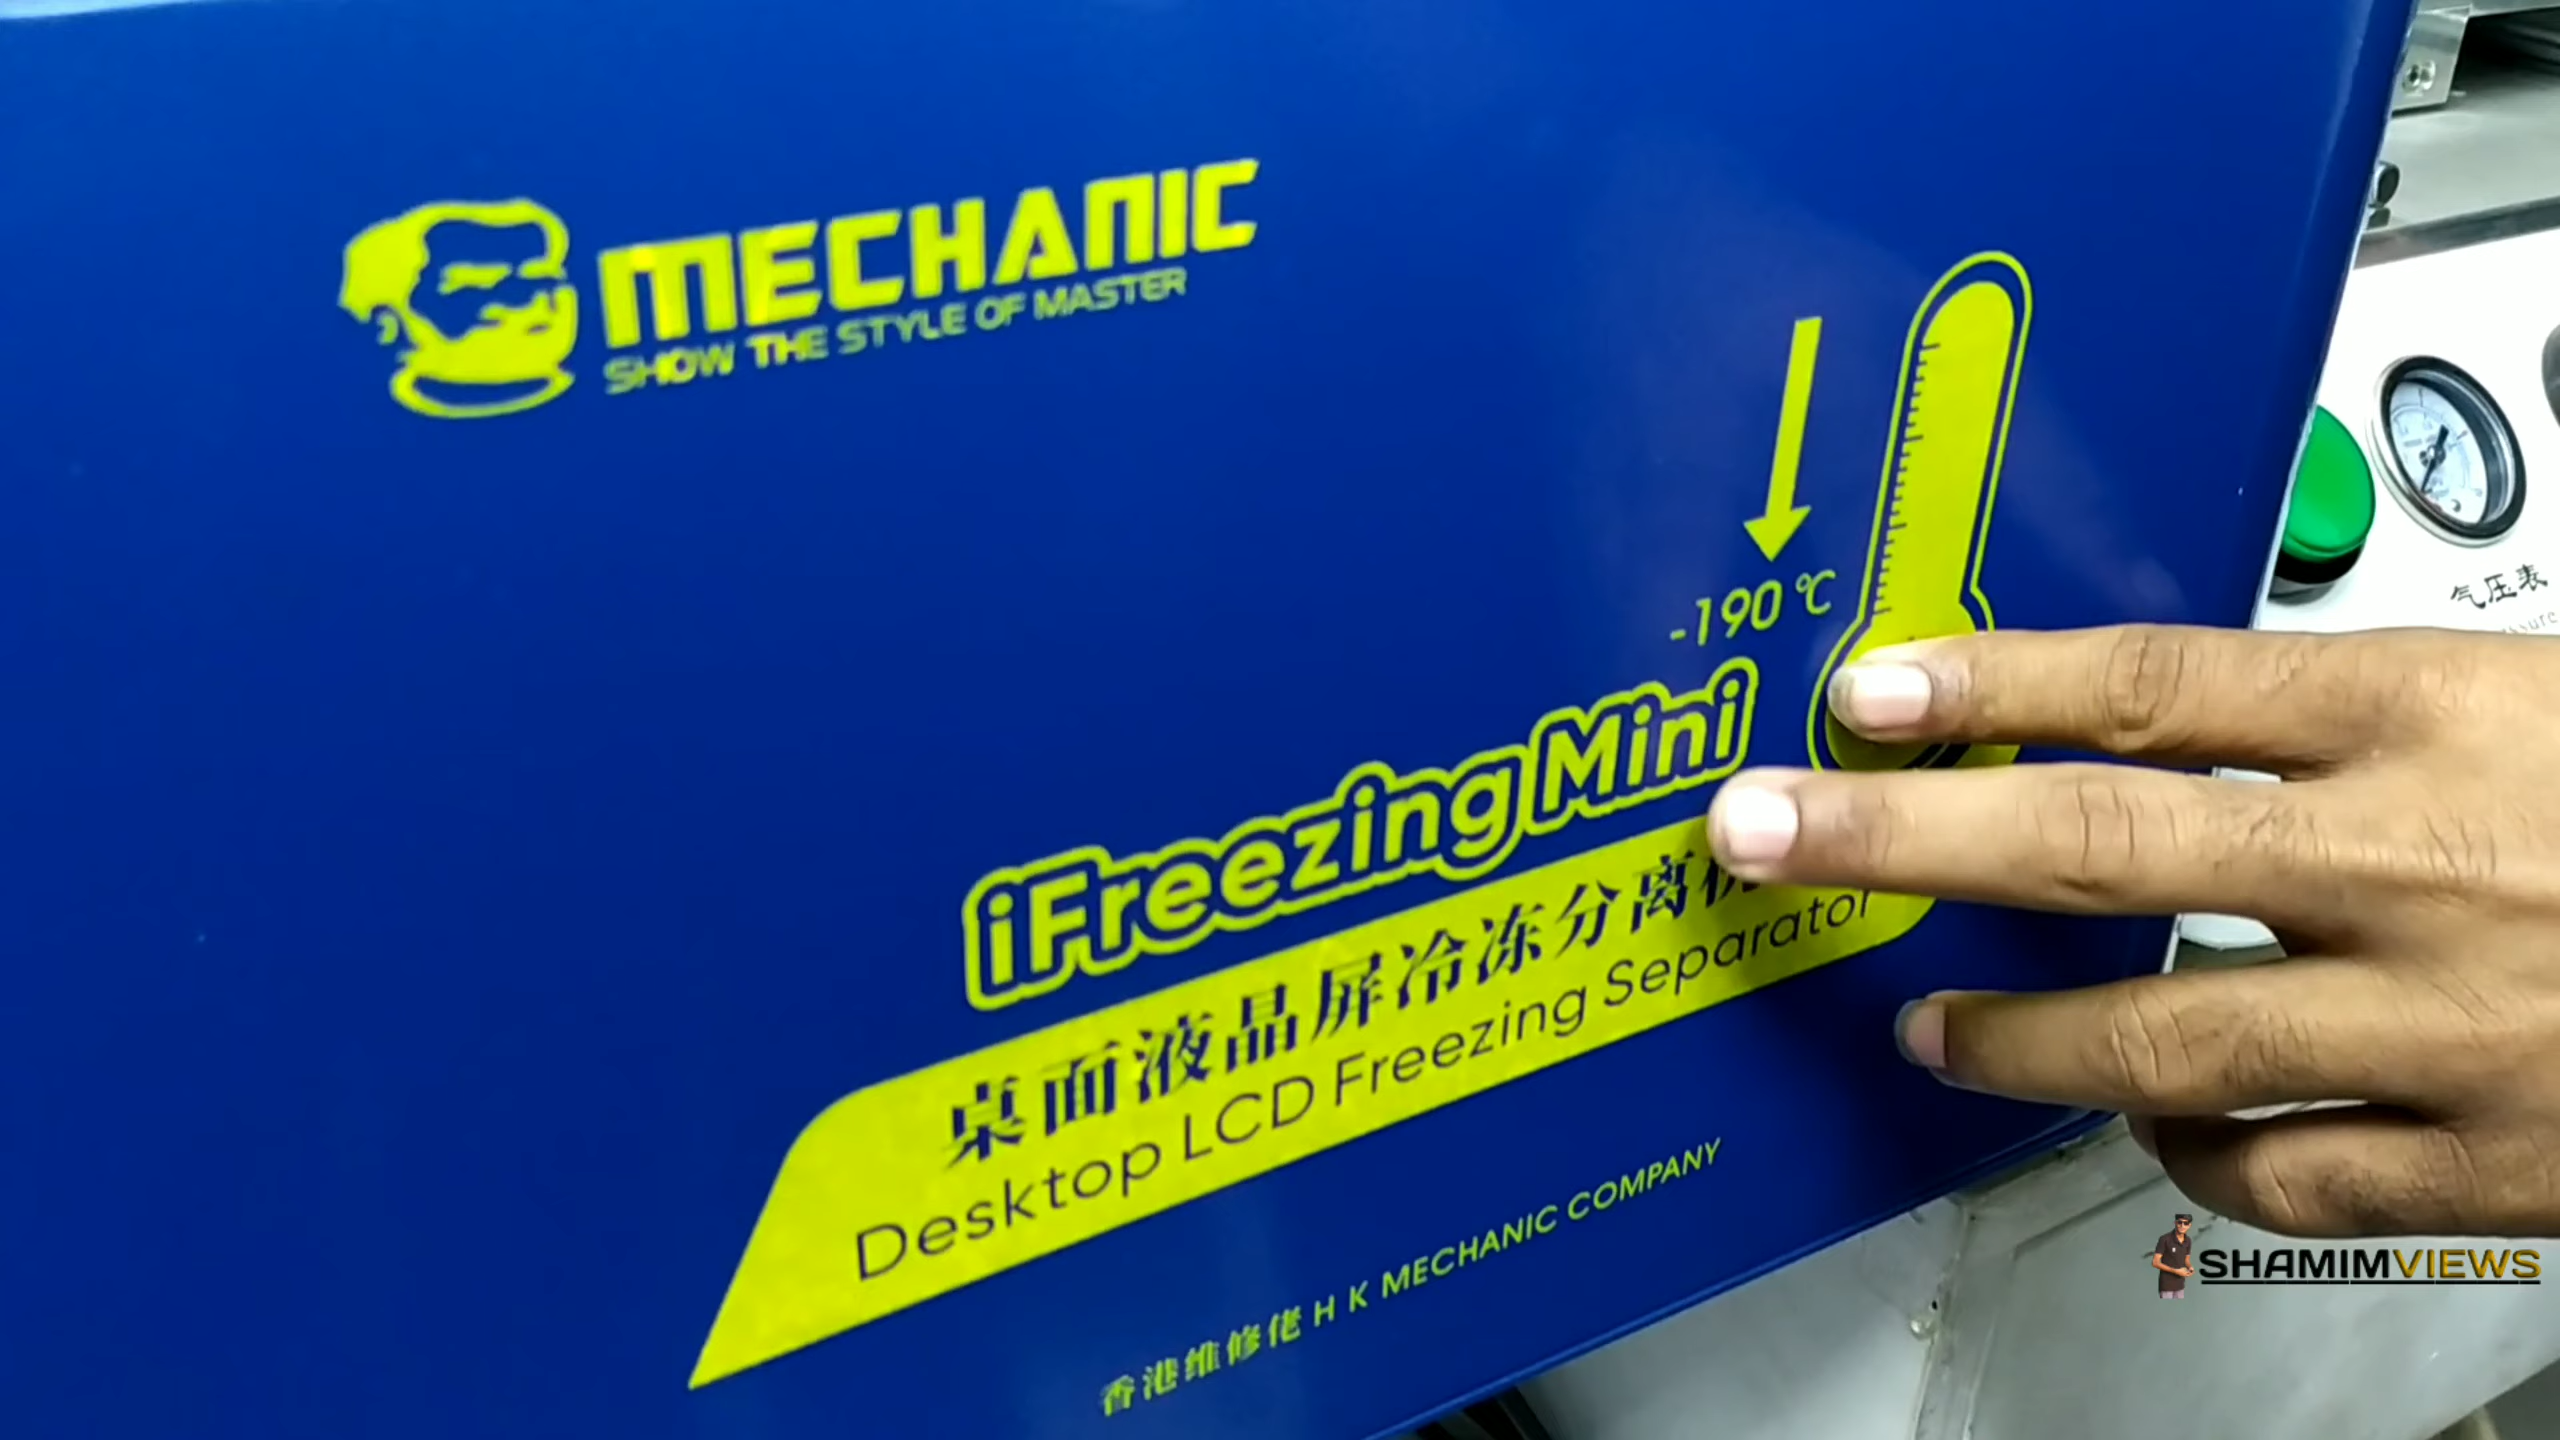 MECHANIC
SHOW THE STYLE OF MASTER
-190℃
iFreezing Mini
桌面液晶屏冷冻分离机
Desktop LCD Freezing Separator
香港维修佬 H K MECHANIC COMPANY
气压表
SHAMIMVIEWS